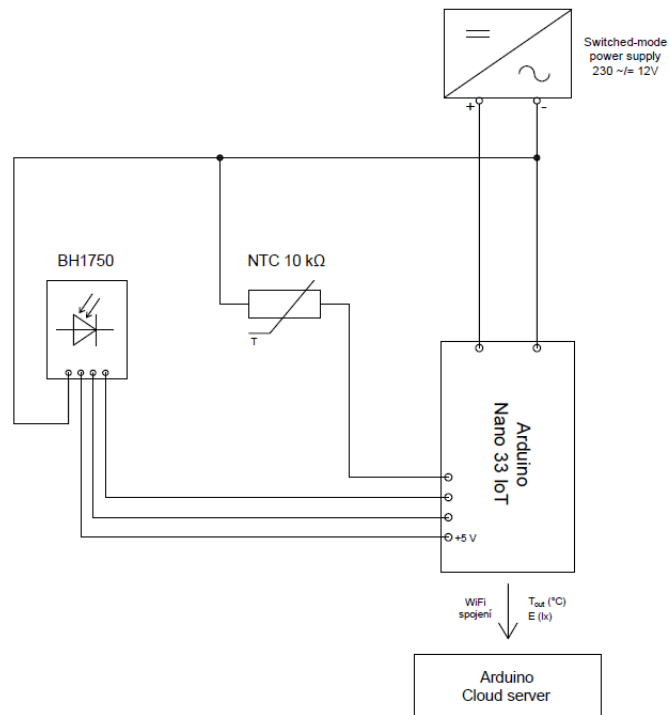 Switched-mode
power supply
230 ~/= 12V
+
-
BH1750
NTC 10 kΩ
T
Arduino
Nano 33 IoT
+5 V
WiFi
spojení
Tout (°C)
E (lx)
Arduino
Cloud server